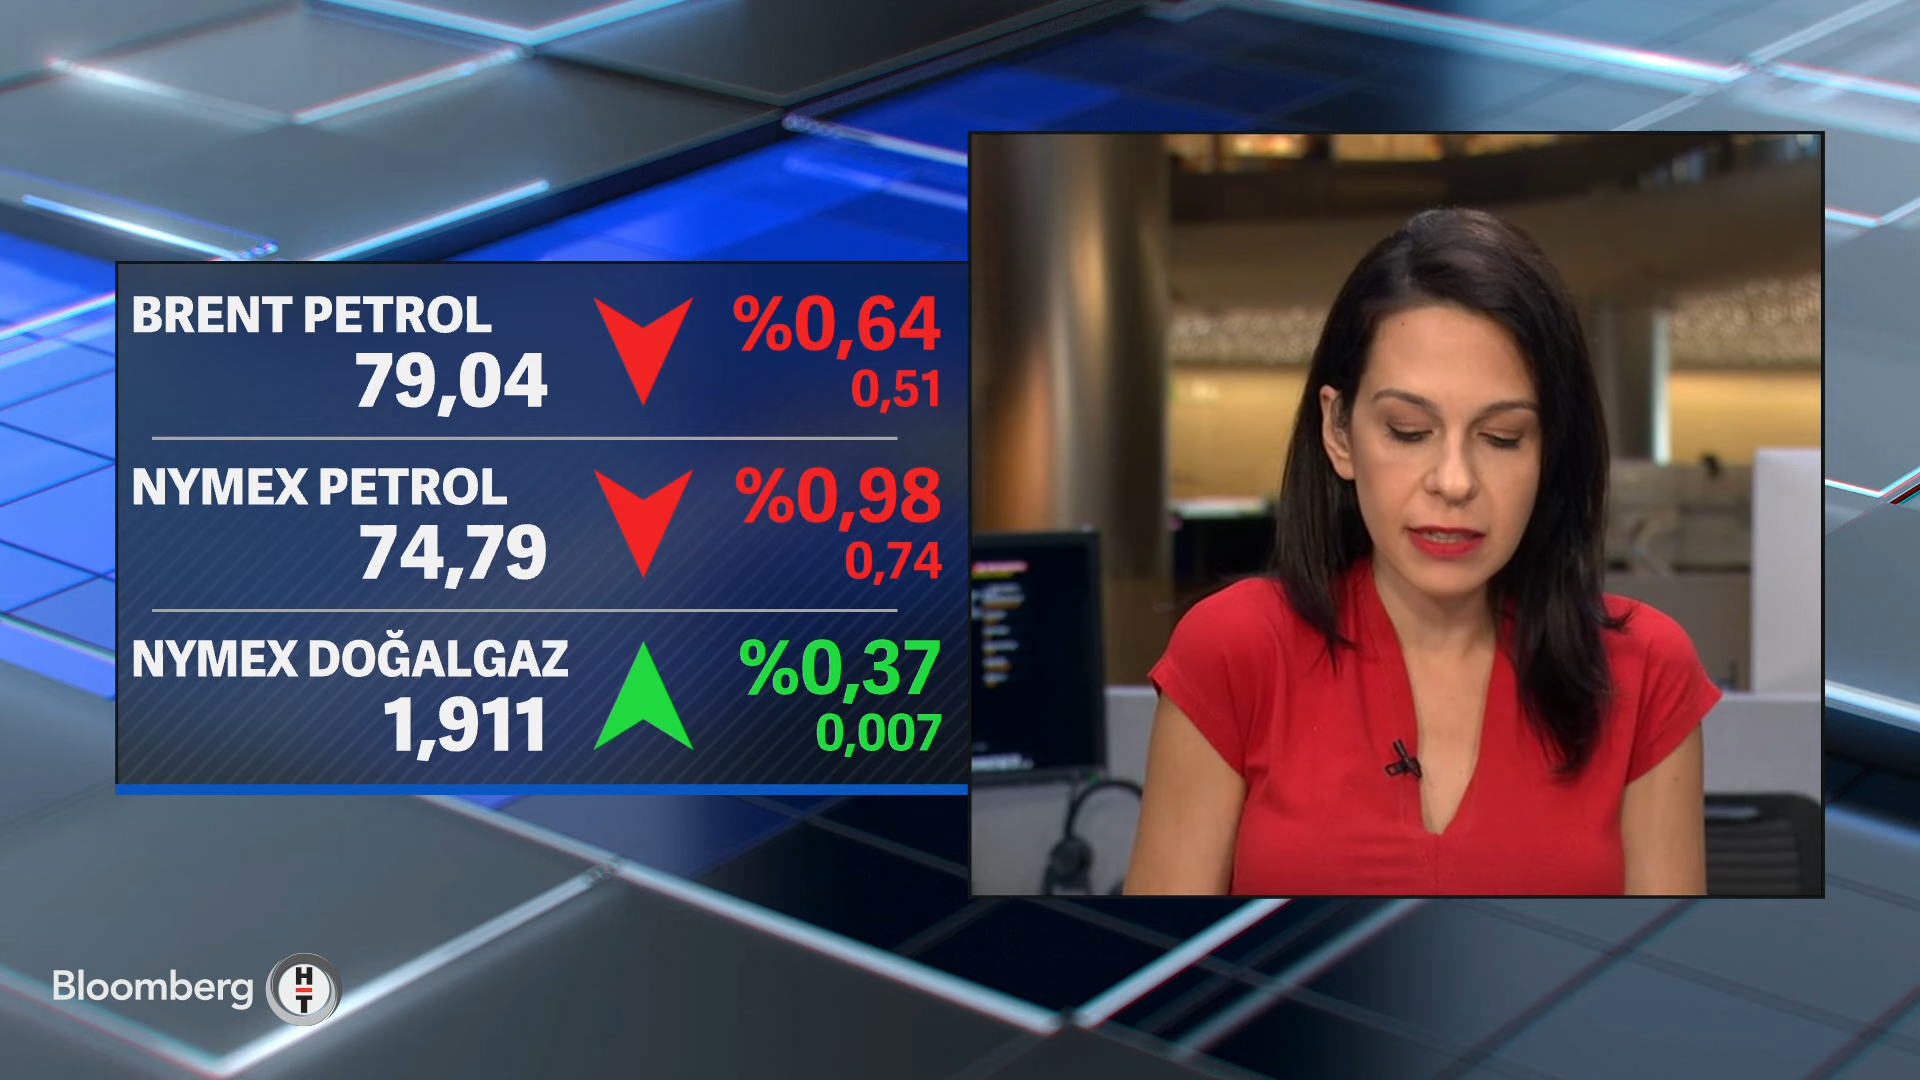 BRENT PETROL
79,04
%0,64
0,51
NYMEX PETROL
74,79
%0,98
0,74
NYMEX DOĞALGAZ
1,911
%0,37
0,007
Bloomberg HT